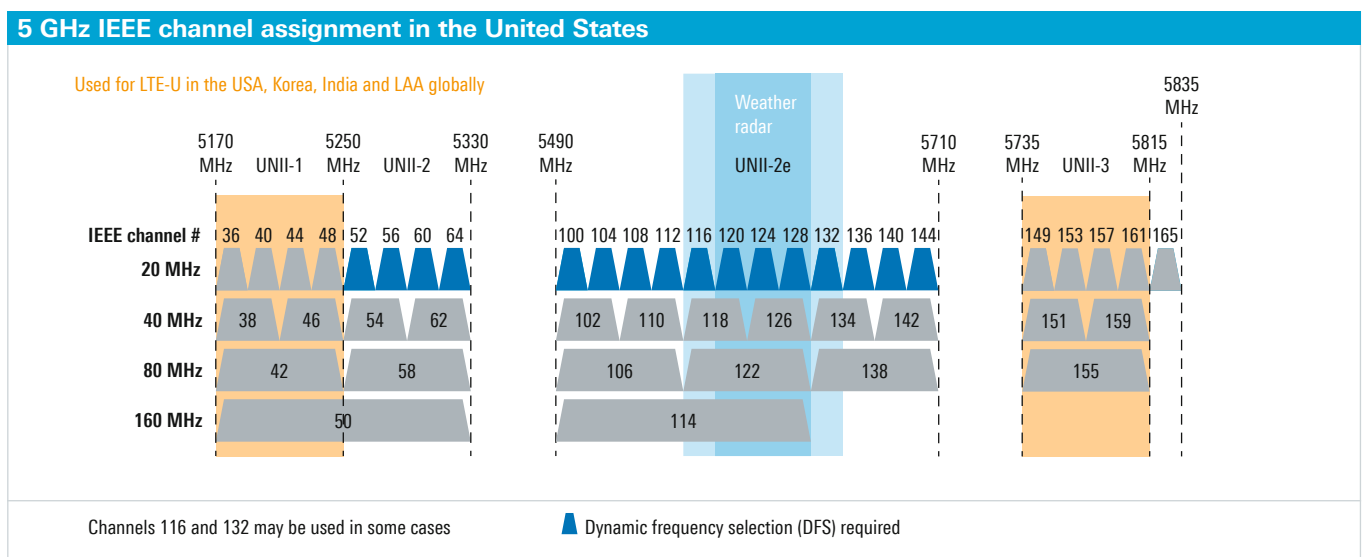 5 GHz IEEE channel assignment in the United States
Used for LTE-U in the USA, Korea, India and LAA globally
Weather
radar
5835
MHz
5170
MHz
UNII-1
5250
MHz
UNII-2
5330
MHz
5490
MHz
UNII-2e
5710
MHz
5735
MHz
UNII-3
5815
MHz
IEEE channel # 36 40 44 48 52 56 60 64 100 104 108 112 116 120 124 128 132 136 140 144 149 153 157 161 165
20 MHz
40 MHz 38 46 54 62 102 110 118 126 134 142 151 159
80 MHz 42 58 106 122 138 155
160 MHz 50 114
Channels 116 and 132 may be used in some cases
Dynamic frequency selection (DFS) required